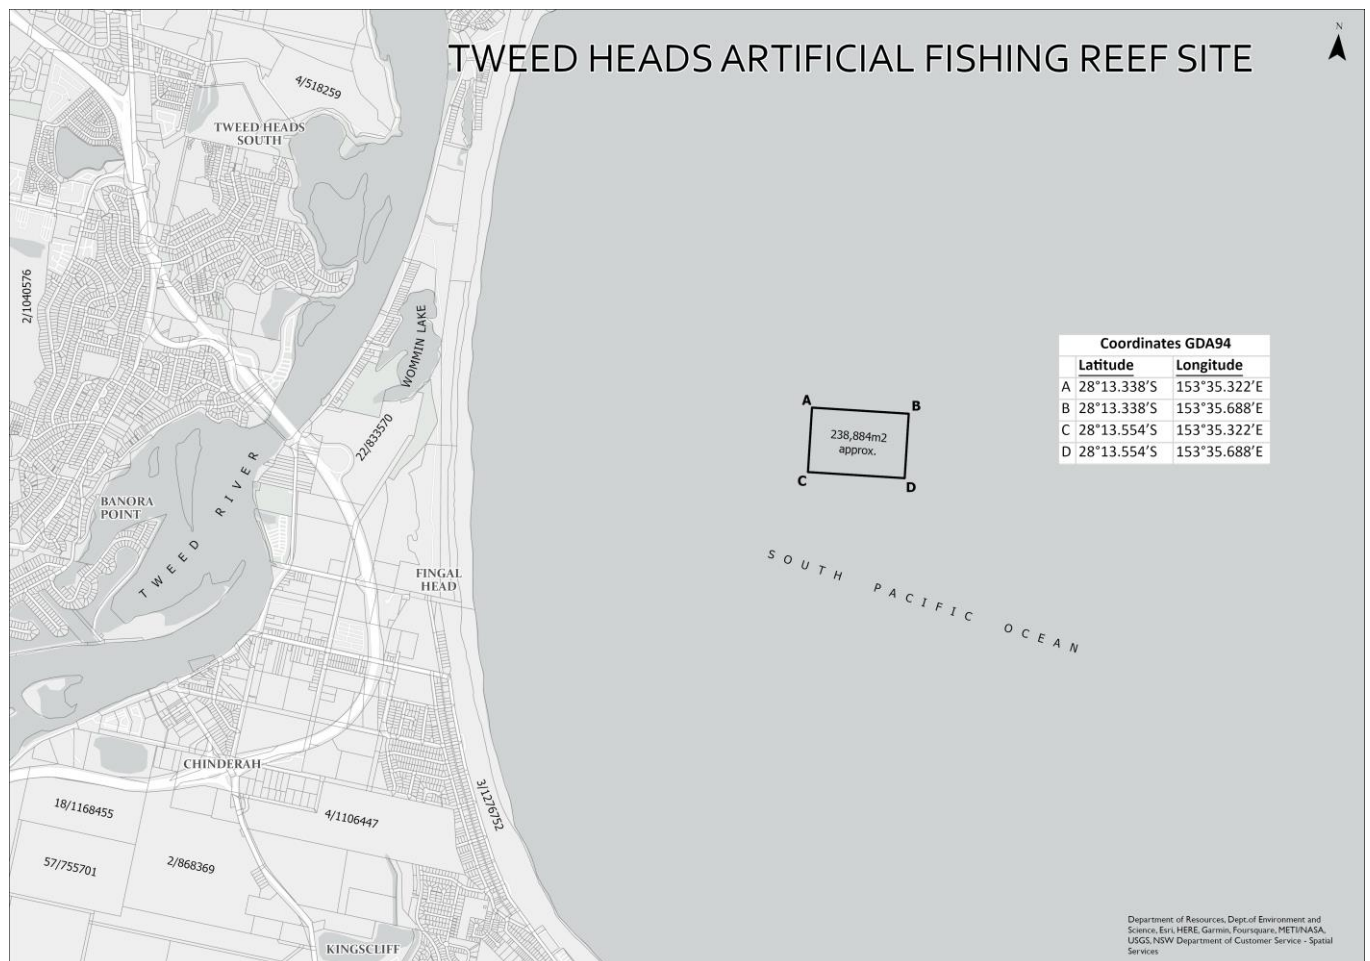 N
TWEED HEADS ARTIFICIAL FISHING REEF SITE
4/518259
TWEED HEADS
SOUTH
2/1040576
WOMMIN LAKE
22/833570
Coordinates GDA94
Latitude Longitude
A 28°13.338'S 153°35.322'E
B 28°13.338'S 153°35.688'E
C 28°13.554'S 153°35.322'E
D 28°13.554'S 153°35.688'E
A
B
238,884m2
approx.
C
D
BANORA
POINT
TWEED RIVER
SOUTH PACIFIC OCEAN
FINGAL
HEAD
CHINDERAH
3/1276752
18/1168455
4/1106447
57/755701
2/868369
KINGSCLIFF
Department of Resources, Dept.of Environment and
Science, Esri, HERE, Garmin, Foursquare, METI/NASA,
USGS, NSW Department of Customer Service - Spatial
Services